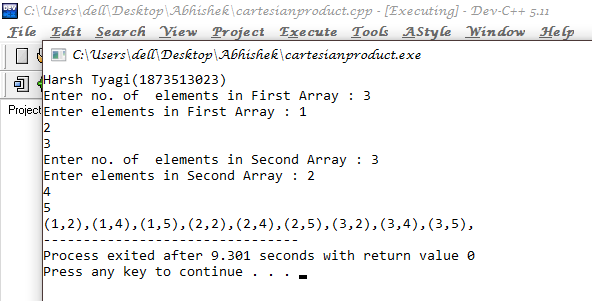 C:\Users\dell\Desktop\Abhishek\cartesianproduct.cpp - [Executing] - Dev-C++ 5.11
File Edit Search View Project Execute Tools AStyle Window Help
C:\Users\dell\Desktop\Abhishek\cartesianproduct.exe
Project
Harsh Tyagi(1873513023)
Enter no. of  elements in First Array : 3
Enter elements in First Array : 1
2
3
Enter no. of  elements in Second Array : 3
Enter elements in Second Array : 2
4
5
(1,2),(1,4),(1,5),(2,2),(2,4),(2,5),(3,2),(3,4),(3,5),
--------------------------------
Process exited after 9.301 seconds with return value 0
Press any key to continue . . .